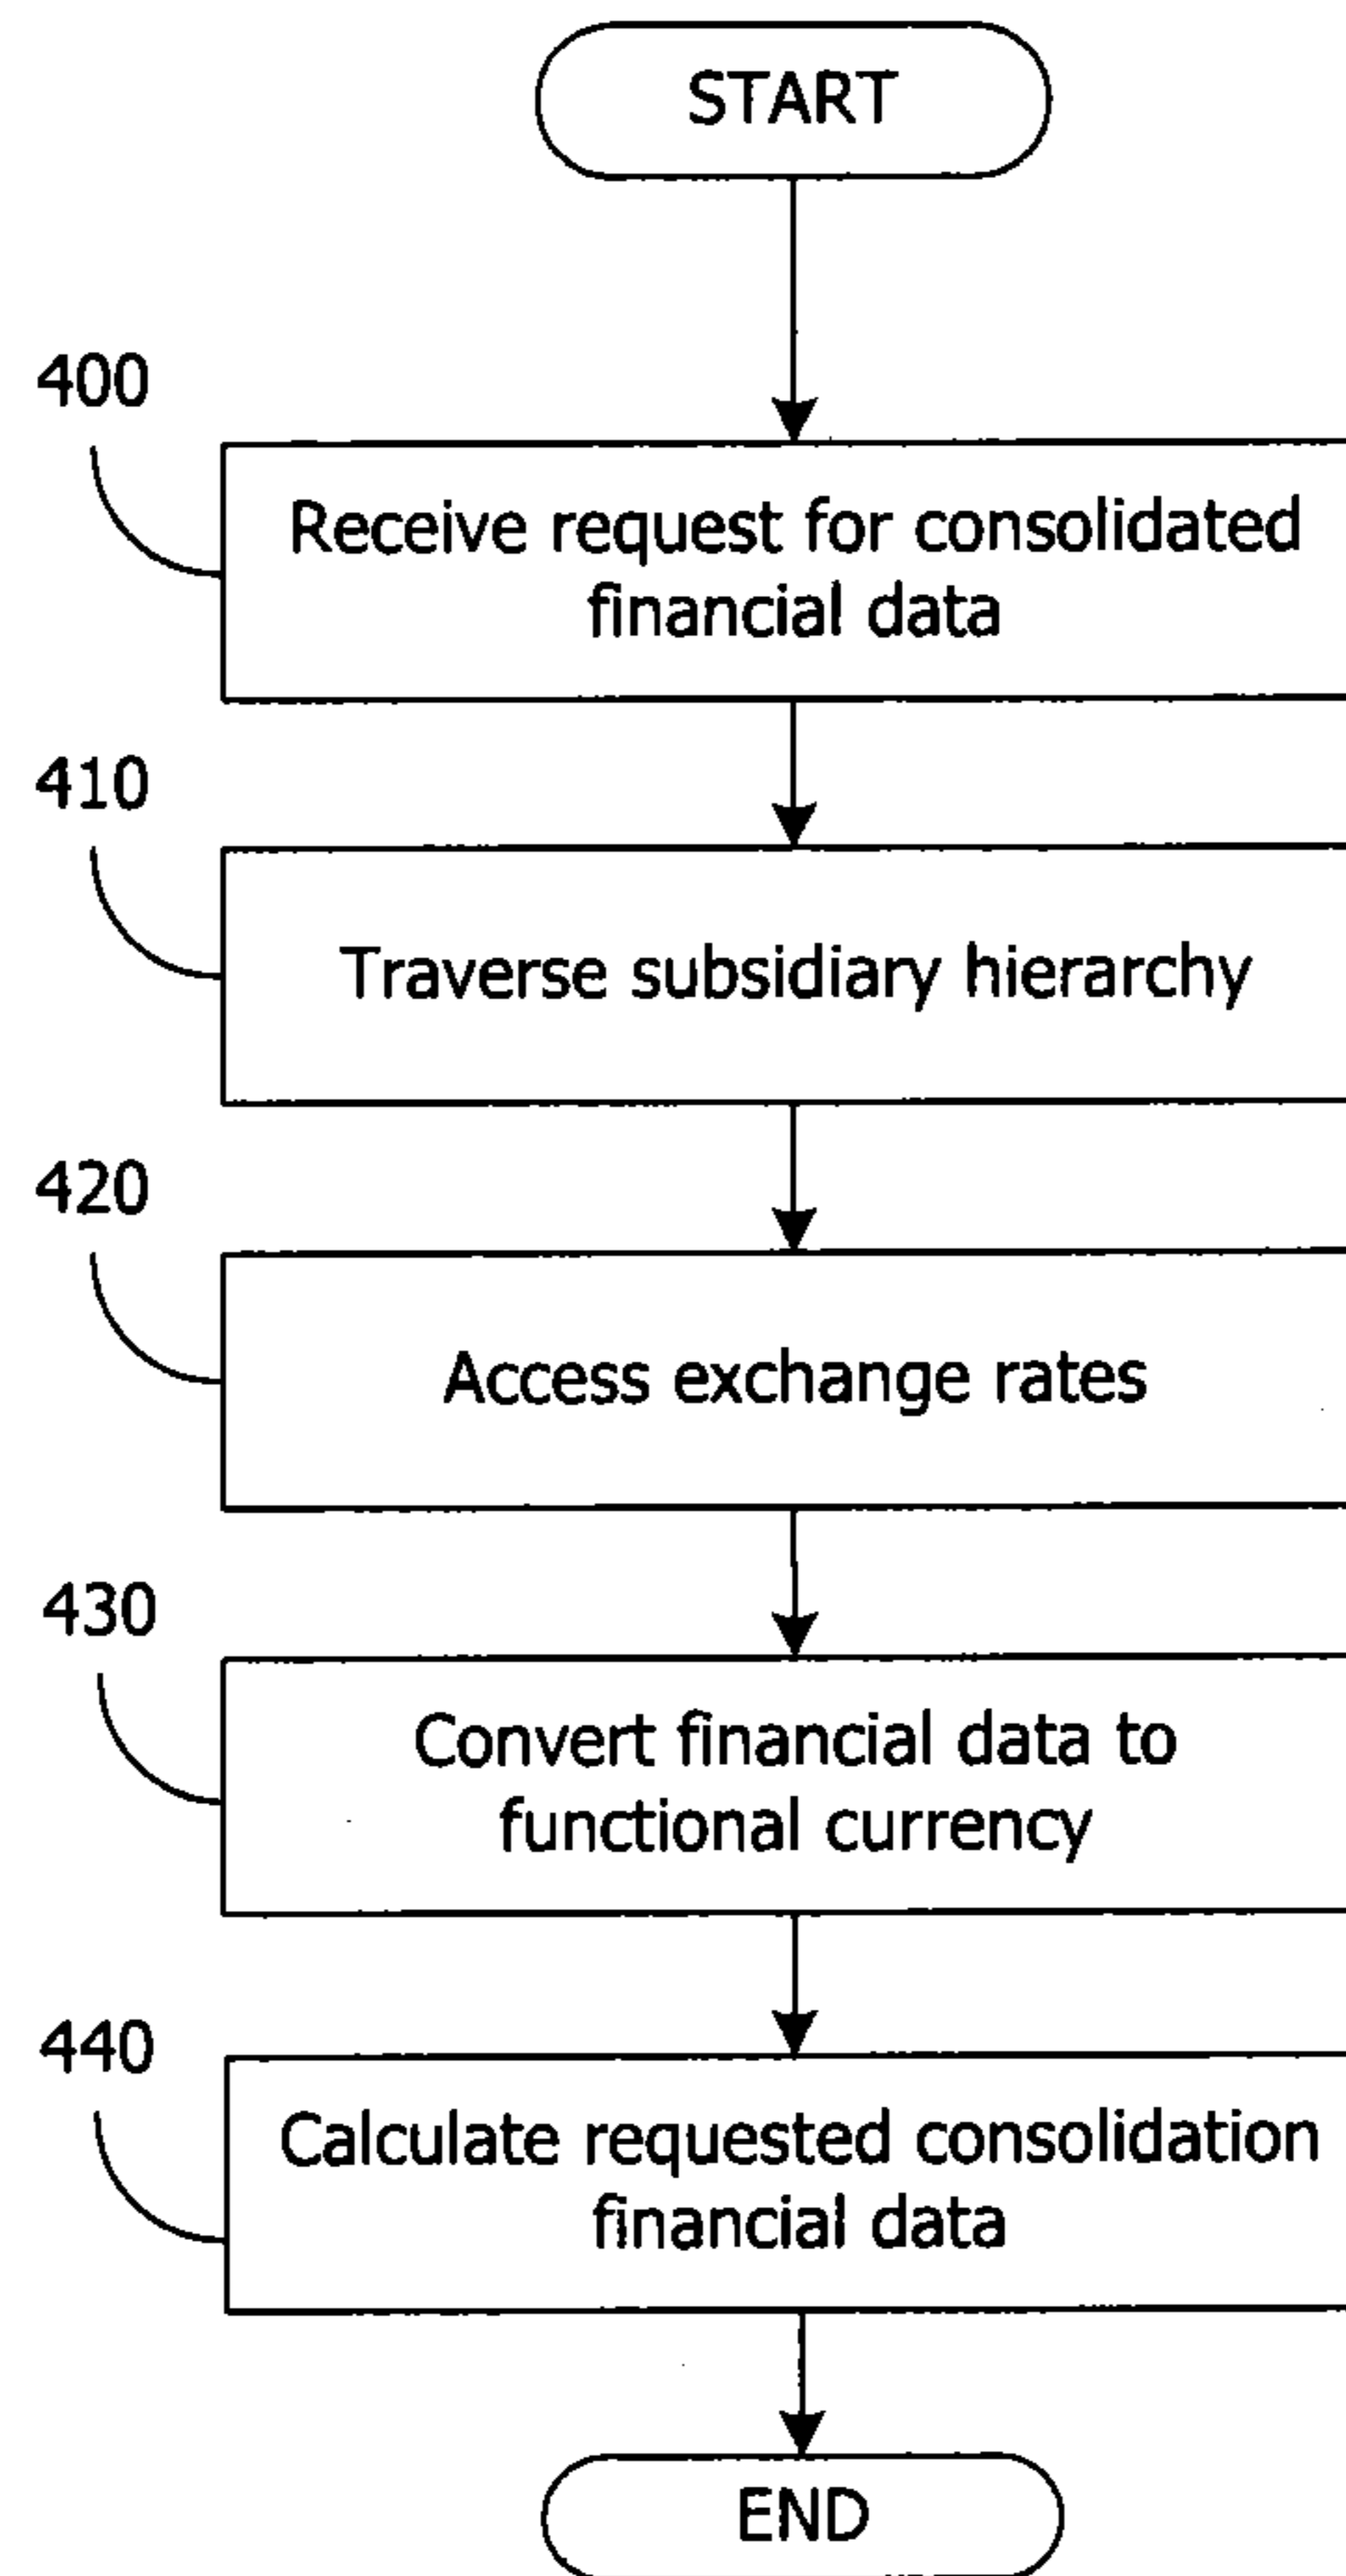 START
400
Receive request for consolidated
financial data
410
Traverse subsidiary hierarchy
420
Access exchange rates
430
Convert financial data to
functional currency
440
Calculate requested consolidation
financial data
END